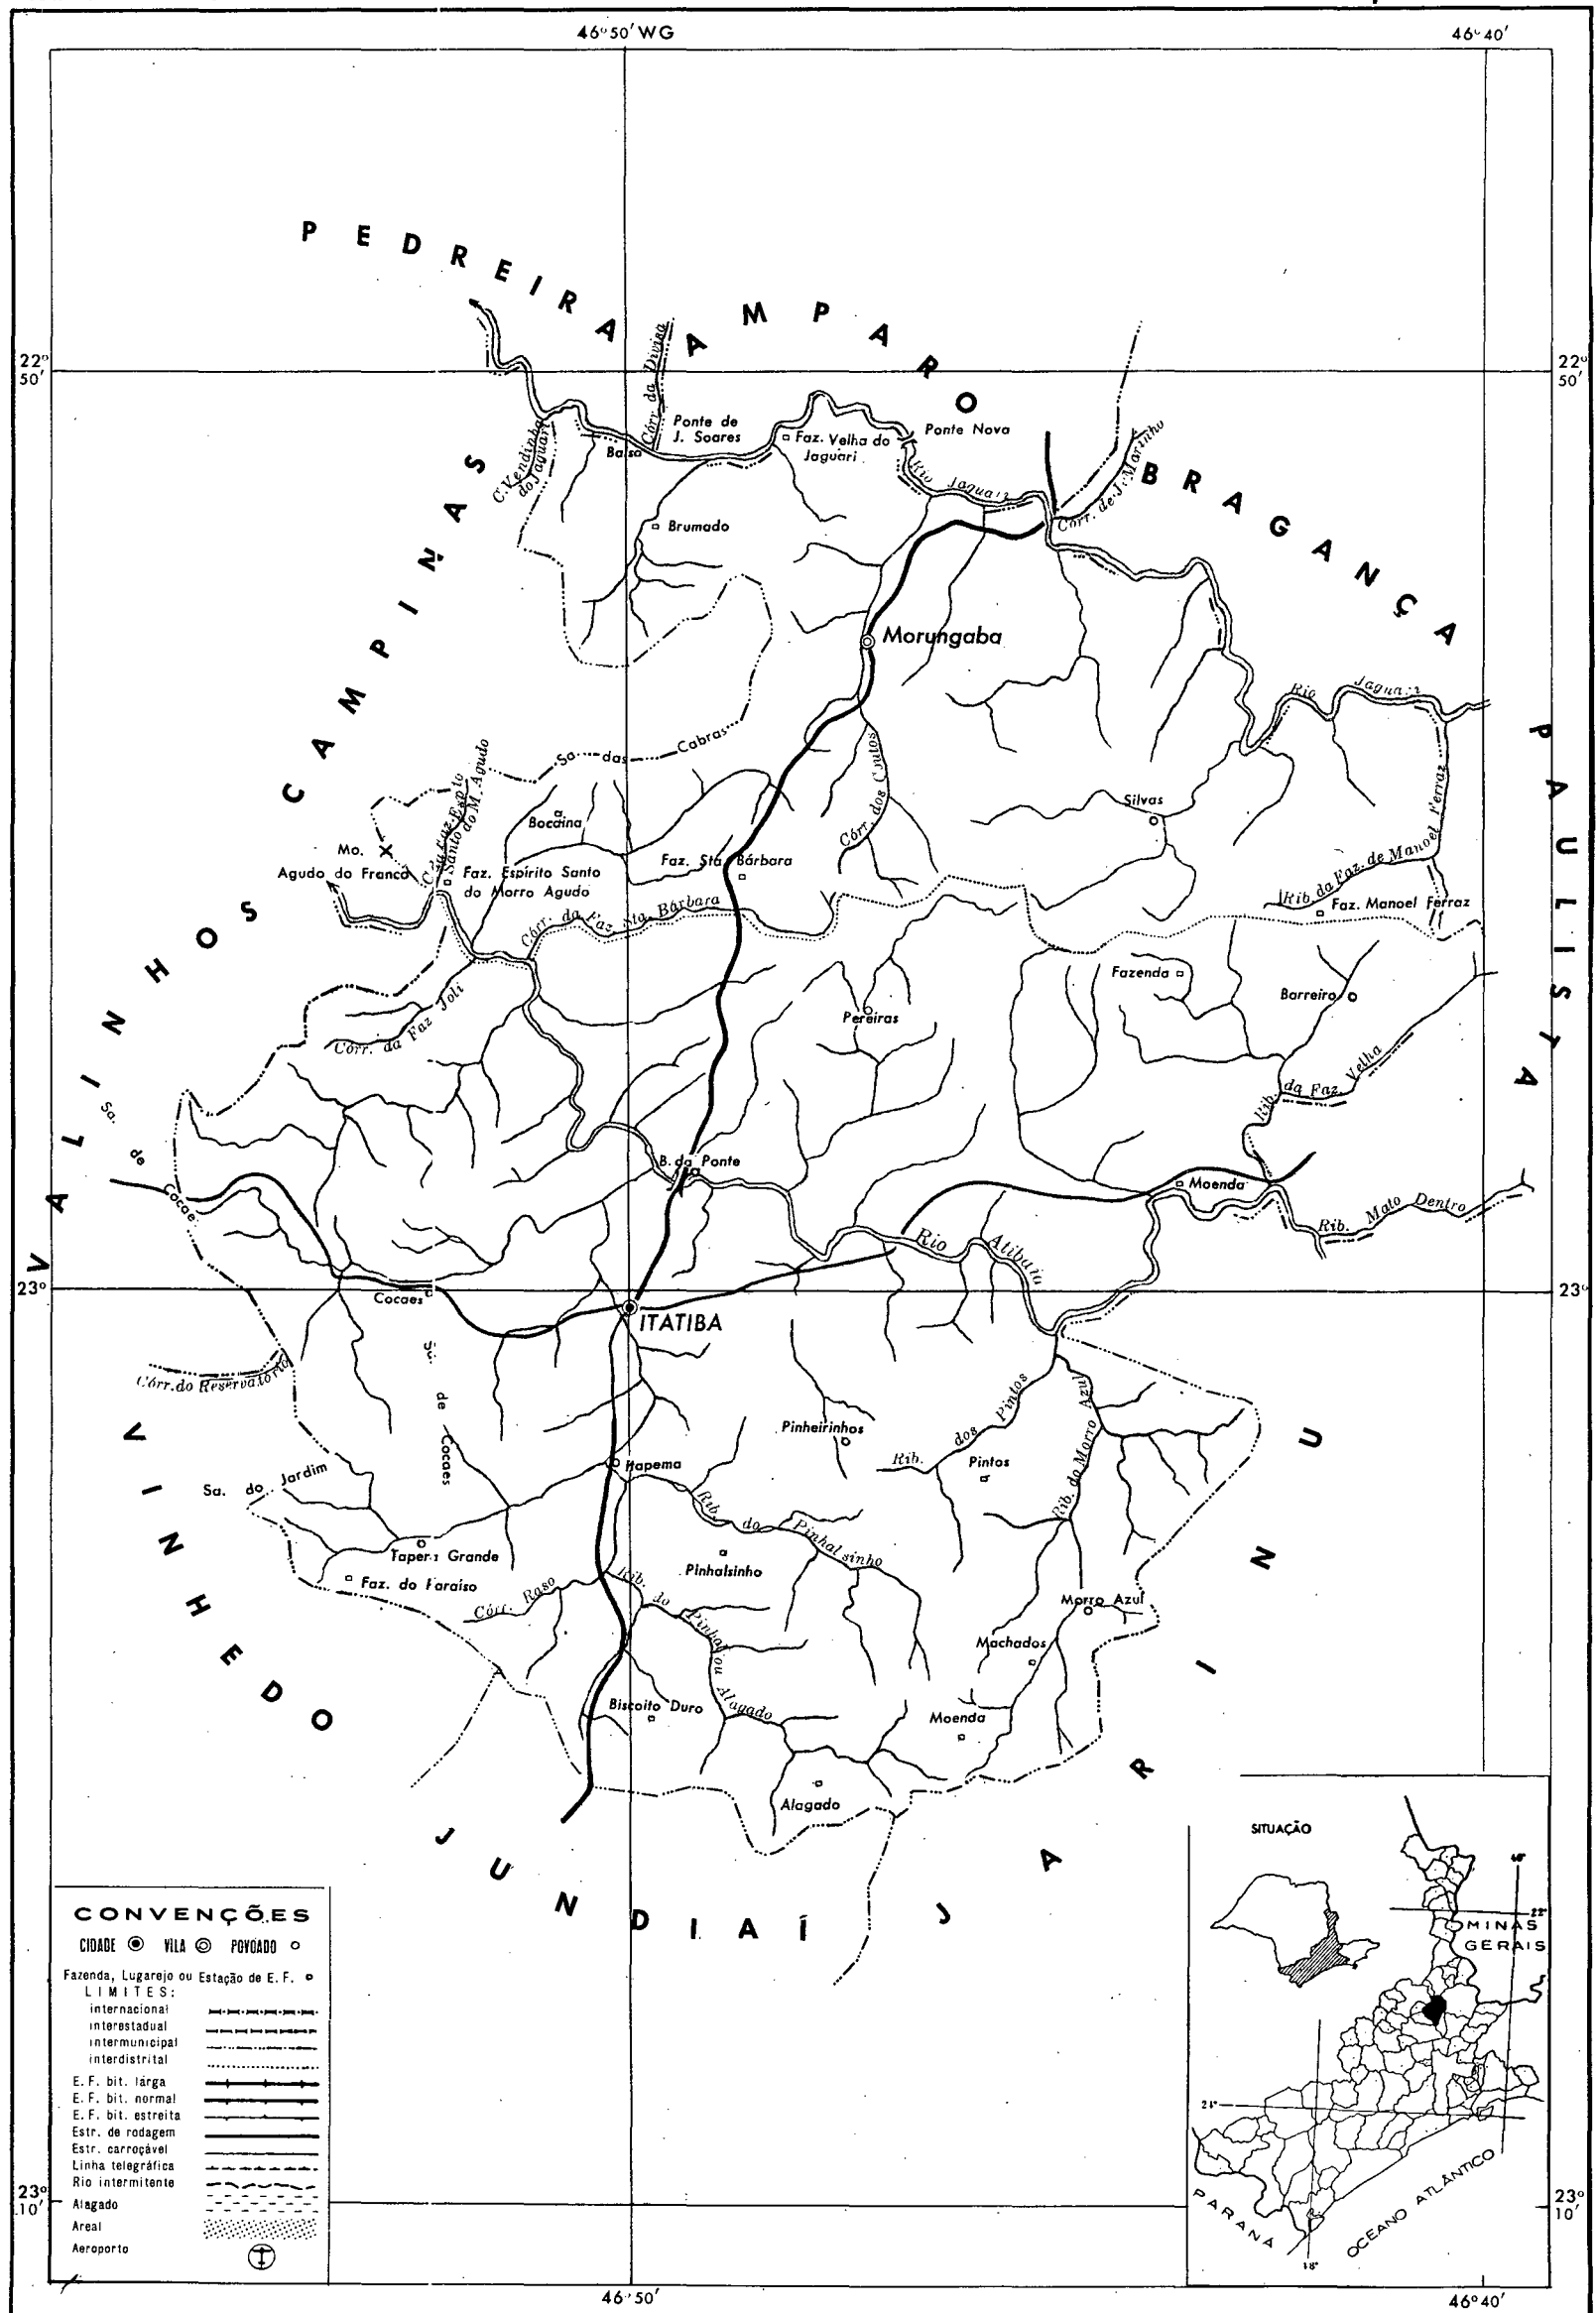 46°50' WG
46°40'
PEDREIRA
AMPARO
22°
50'
22°
50'
Córr. da Divisa
Ponte de
J. Soares
Faz. Velha do
Jaguari
Ponte Nova
Balsa
C. Vendinha
do Jaguari
Rio Jaguari
Córr. de J. Marinho
BRAGANÇA
PAULISTA
Brumado
CAMPINAS
Morungaba
Rio Jaguari
Sa. das Cabras
Córr. dos Coutos
Silvas
Bocaina
Mo.
Agudo do Franco
Santo do M. Agudo
Faz. Espírito Santo
do Morro Agudo
Faz. Sta. Bárbara
Rib. da Faz. de Manoel Ferraz
Faz. Manoel Ferraz
Córr. da Faz. Sta. Bárbara
VALINHOS
Fazenda
Barreiro
Pereiras
Córr. da Faz Joli
Rib. da Faz. Velha
Sa. de Cocaes
B. da Ponte
Moenda
Rib. Mato Dentro
Rio Atibaia
23°
23°
Cocaes
ITATIBA
Sa. de Cocaes
Córr. do Reservatório
Pinheirinhos
Rib. dos Pintos
Pintos
Rib. do Morro Azul
Itapema
Sa. do Jardim
Rib. do Pinhalsinho
Tapera Grande
Pinhalsinho
Faz. do Paraíso
Córr. Raso
Rib. do Pinhal ou Alagado
Morro Azul
Machados
VINHEDO
Biscoito Duro
Moenda
Alagado
JUNDIAÍ
JARINU
CONVENÇÕES
CIDADE VILA POVOADO
Fazenda, Lugarejo ou Estação de E. F.
LIMITES:
internacional
interestadual
intermunicipal
interdistrital
E. F. bit. larga
E. F. bit. normal
E. F. bit. estreita
Estr. de rodagem
Estr. carroçável
Linha telegráfica
Rio intermitente
Alagado
Areal
Aeroporto
SITUAÇÃO
22°
MINAS
GERAIS
24°
PARANÁ
OCEANO ATLÂNTICO
23°
10'
23°
10'
46°50'
46°40'